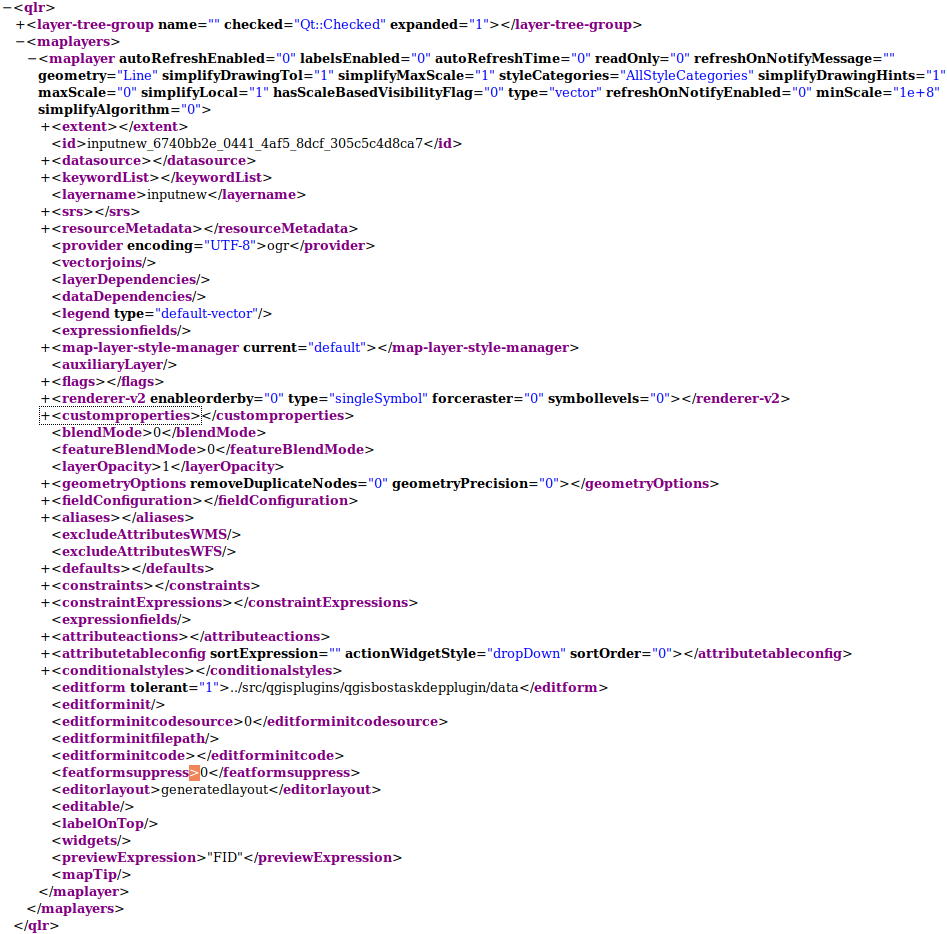 −<qlr>
+<layer-tree-group name="" checked="Qt::Checked" expanded="1"></layer-tree-group>
−<maplayers>
−<maplayer autoRefreshEnabled="0" labelsEnabled="0" autoRefreshTime="0" readOnly="0" refreshOnNotifyMessage=""
geometry="Line" simplifyDrawingTol="1" simplifyMaxScale="1" styleCategories="AllStyleCategories" simplifyDrawingHints="1"
maxScale="0" simplifyLocal="1" hasScaleBasedVisibilityFlag="0" type="vector" refreshOnNotifyEnabled="0" minScale="1e+8"
simplifyAlgorithm="0">
+<extent></extent>
<id>inputnew_6740bb2e_0441_4af5_8dcf_305c5c4d8ca7</id>
+<datasource></datasource>
+<keywordList></keywordList>
<layername>inputnew</layername>
+<srs></srs>
+<resourceMetadata></resourceMetadata>
<provider encoding="UTF-8">ogr</provider>
<vectorjoins/>
<layerDependencies/>
<dataDependencies/>
<legend type="default-vector"/>
<expressionfields/>
+<map-layer-style-manager current="default"></map-layer-style-manager>
<auxiliaryLayer/>
+<flags></flags>
+<renderer-v2 enableorderby="0" type="singleSymbol" forceraster="0" symbollevels="0"></renderer-v2>
+<customproperties></customproperties>
<blendMode>0</blendMode>
<featureBlendMode>0</featureBlendMode>
<layerOpacity>1</layerOpacity>
+<geometryOptions removeDuplicateNodes="0" geometryPrecision="0"></geometryOptions>
+<fieldConfiguration></fieldConfiguration>
+<aliases></aliases>
<excludeAttributesWMS/>
<excludeAttributesWFS/>
+<defaults></defaults>
+<constraints></constraints>
+<constraintExpressions></constraintExpressions>
<expressionfields/>
+<attributeactions></attributeactions>
+<attributetableconfig sortExpression="" actionWidgetStyle="dropDown" sortOrder="0"></attributetableconfig>
+<conditionalstyles></conditionalstyles>
<editform tolerant="1">../src/qgisplugins/qgisbostaskdepplugin/data</editform>
<editforminit/>
<editforminitcodesource>0</editforminitcodesource>
<editforminitfilepath/>
<editforminitcode></editforminitcode>
<featformsuppress>0</featformsuppress>
<editorlayout>generatedlayout</editorlayout>
<editable/>
<labelOnTop/>
<widgets/>
<previewExpression>"FID"</previewExpression>
<mapTip/>
</maplayer>
</maplayers>
</qlr>